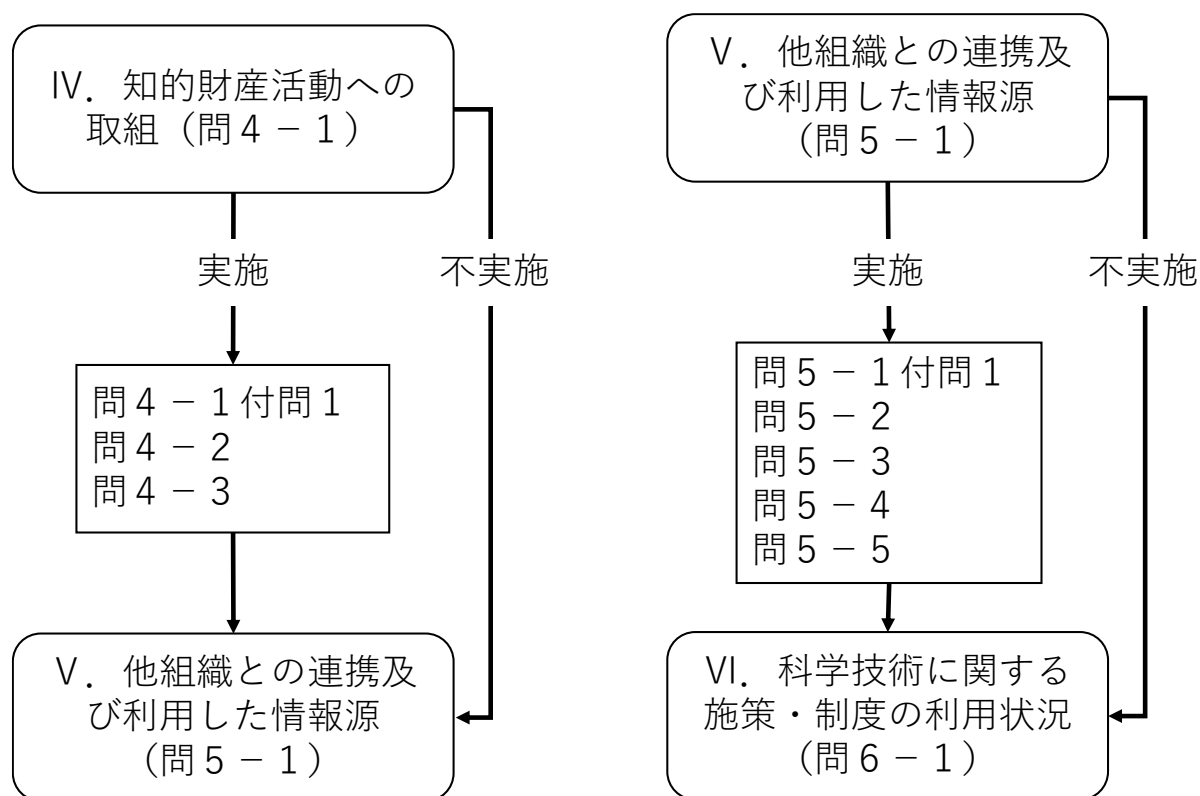 Ⅳ．知的財産活動への
取組（問４－１）
実施
不実施
問４－１付問１
問４－２
問４－３
Ⅴ．他組織との連携及
び利用した情報源
（問５－１）
Ⅴ．他組織との連携及
び利用した情報源
（問５－１）
実施
不実施
問５－１付問１
問５－２
問５－３
問５－４
問５－５
Ⅵ．科学技術に関する
施策・制度の利用状況
（問６－１）